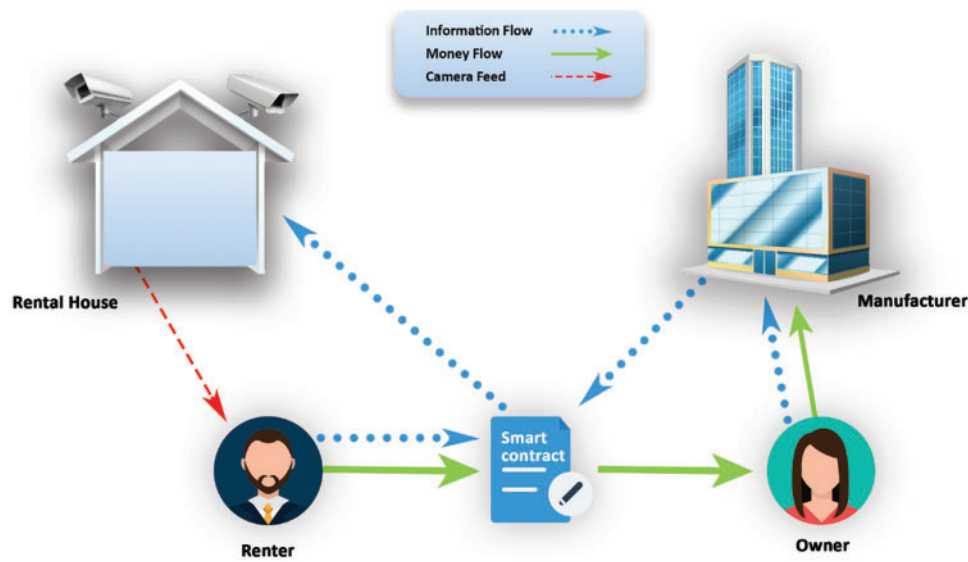 Information Flow
Money Flow
Camera Feed
Rental House
Manufacturer
Smart
contract
Renter
Owner